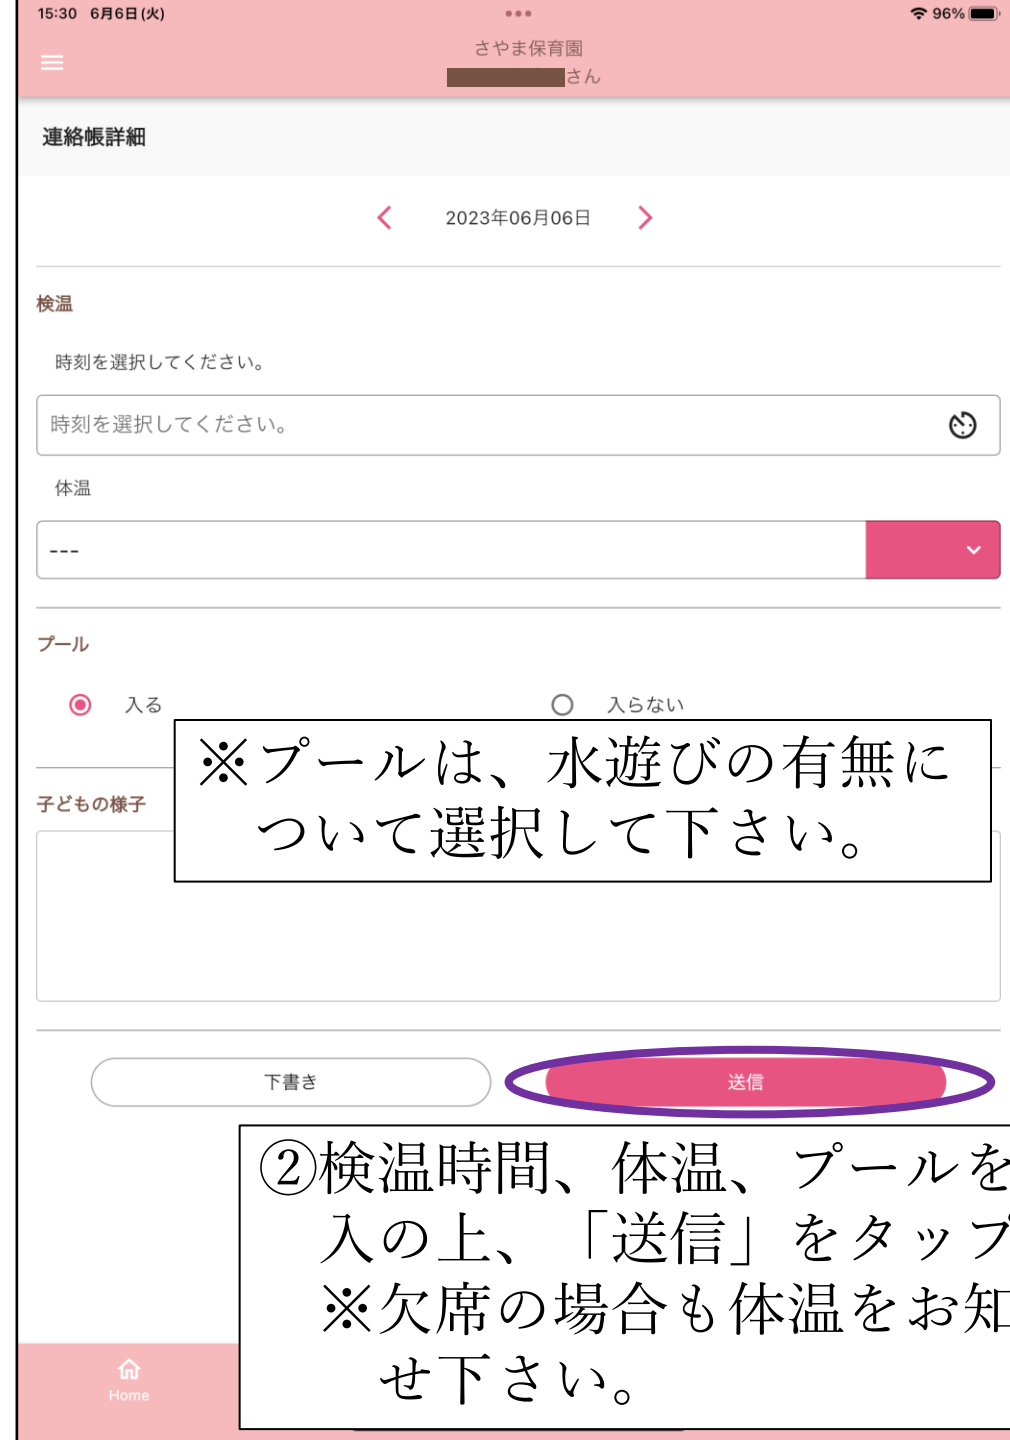 15:30 6月6日(火)
96%
さやま保育園
さん
連絡帳詳細
2023年06月06日
検温
時刻を選択してください。
時刻を選択してください。
体温
---
プール
入る
入らない
※プールは、水遊びの有無に
ついて選択して下さい。
子どもの様子
下書き
送信
②検温時間、体温、プールを
入の上、「送信」をタップ
※欠席の場合も体温をお知
せ下さい。
Home